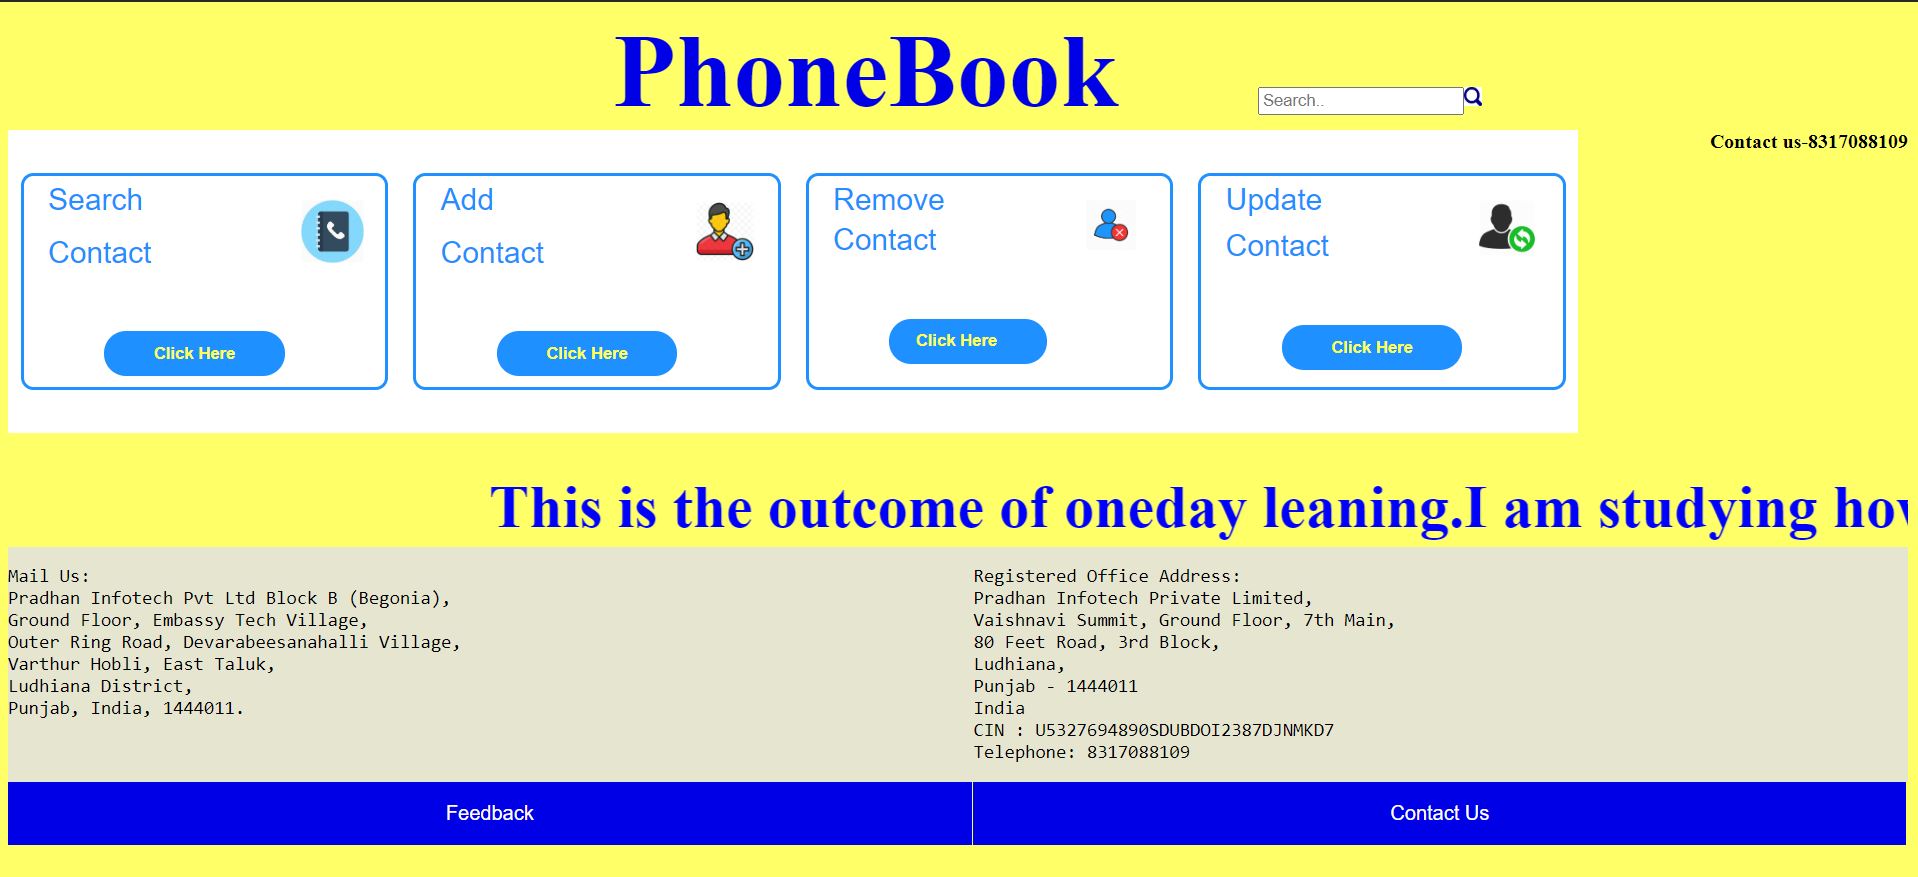 PhoneBook
Search..
Contact us-8317088109
Search
Contact
Click Here
Add
Contact
Click Here
Remove
Contact
Click Here
Update
Contact
Click Here
This is the outcome of oneday leaning.I am studying
Mail Us:
Pradhan Infotech Pvt Ltd Block B (Begonia),
Ground Floor, Embassy Tech Village,
Outer Ring Road, Devarabeesanahalli Village,
Varthur Hobli, East Taluk,
Ludhiana District,
Punjab, India, 1444011.
Registered Office Address:
Pradhan Infotech Private Limited,
Vaishnavi Summit, Ground Floor, 7th Main,
80 Feet Road, 3rd Block,
Ludhiana,
Punjab - 1444011
India
CIN : U5327694890SDUBDOI2387DJNMKD7
Telephone: 8317088109
Feedback
Contact Us